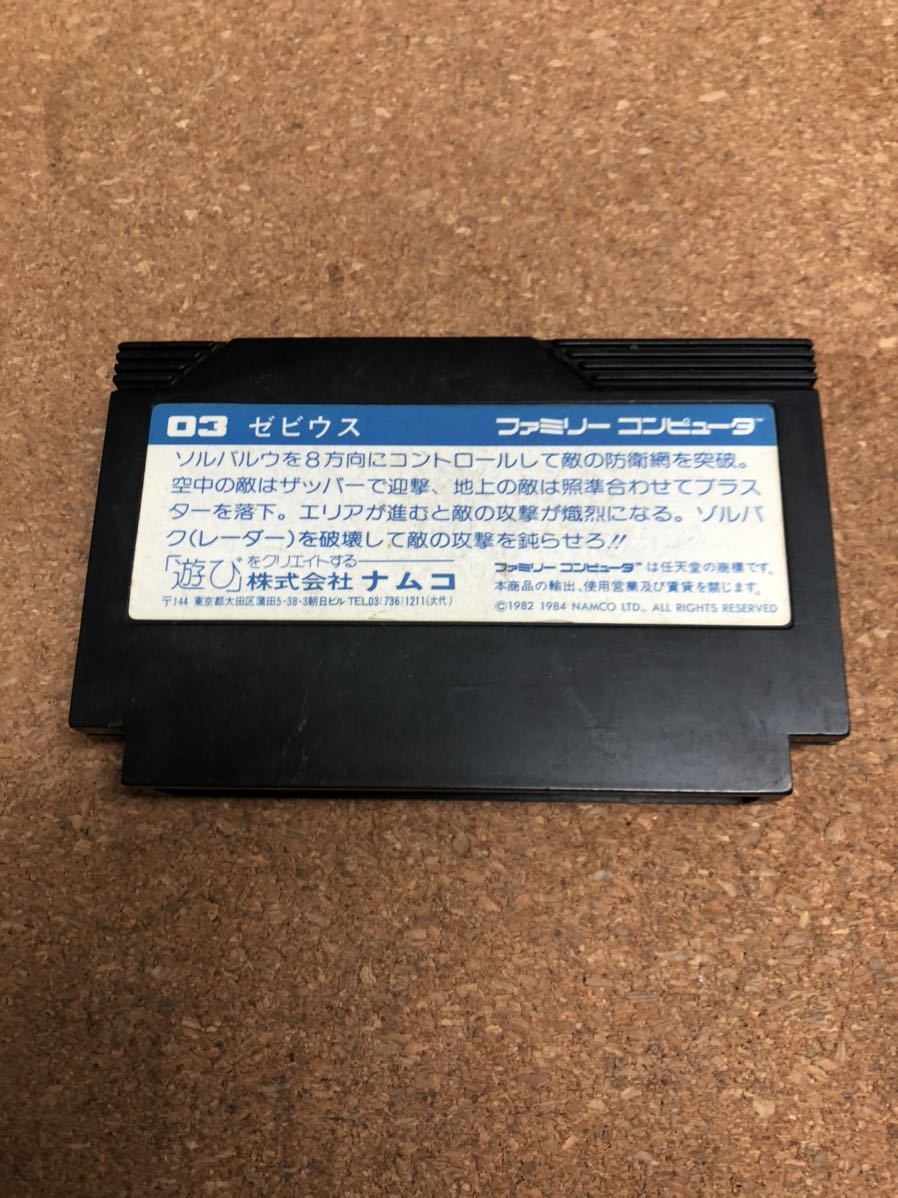 03 ゼビウス ファミリー コンピュータ™
ソルバルウを8方向にコントロールして敵の防衛網を突破。
空中の敵はザッパーで迎撃、地上の敵は照準合わせてブラス
ターを落下。エリアが進むと敵の攻撃が熾烈になる。ゾルバ
ク(レーダー)を破壊して敵の攻撃を鈍らせろ!!
「遊び」をクリエイトする
株式会社 ナムコ
〒144 東京都大田区蒲田5-38-3朝日ビル TEL.03(736)1211(大代)
ファミリー コンピュータ™ は任天堂の商標です。
本商品の輸出、使用営業及び賃貸を禁じます。
©1982 1984 NAMCO LTD., ALL RIGHTS RESERVED